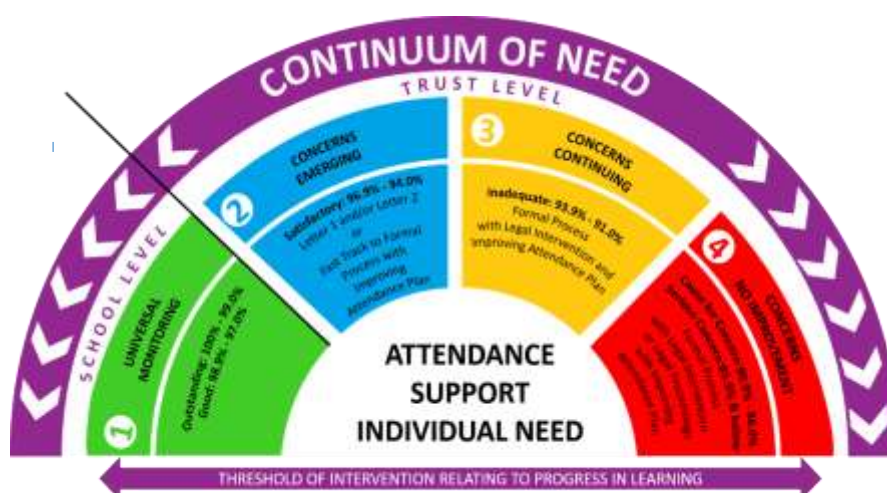 CONTINUUM OF NEED
TRUST LEVEL
SCHOOL LEVEL
1
UNIVERSAL
MONITORING
Outstanding: 100% - 99.0%
Good: 98.9% - 97.0%
2
CONCERNS
EMERGING
Satisfactory: 96.9% - 94.0%
Letter 1 and/or Letter 2
or
Fast Track to Formal
Process with
Improving
Attendance Plan
3
CONCERNS
CONTINUING
Inadequate: 93.9% - 91.0%
Formal Process
with Legal Intervention and
Improving Attendance Plan
4
CONCERNS
NO IMPROVEMENT
ATTENDANCE
SUPPORT
INDIVIDUAL NEED
THRESHOLD OF INTERVENTION RELATING TO PROGRESS IN LEARNING